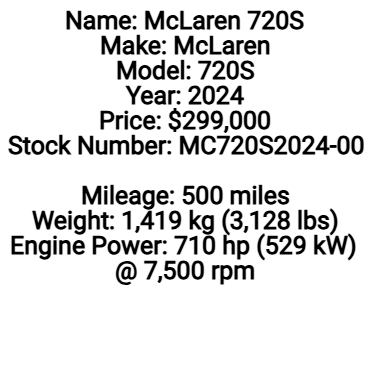 Name: McLaren 720S
Make: McLaren
Model: 720S
Year: 2024
Price: $299,000
Stock Number: MC720S2024-00
Mileage: 500 miles
Weight: 1,419 kg (3,128 lbs)
Engine Power: 710 hp (529 kW)
@ 7,500 rpm